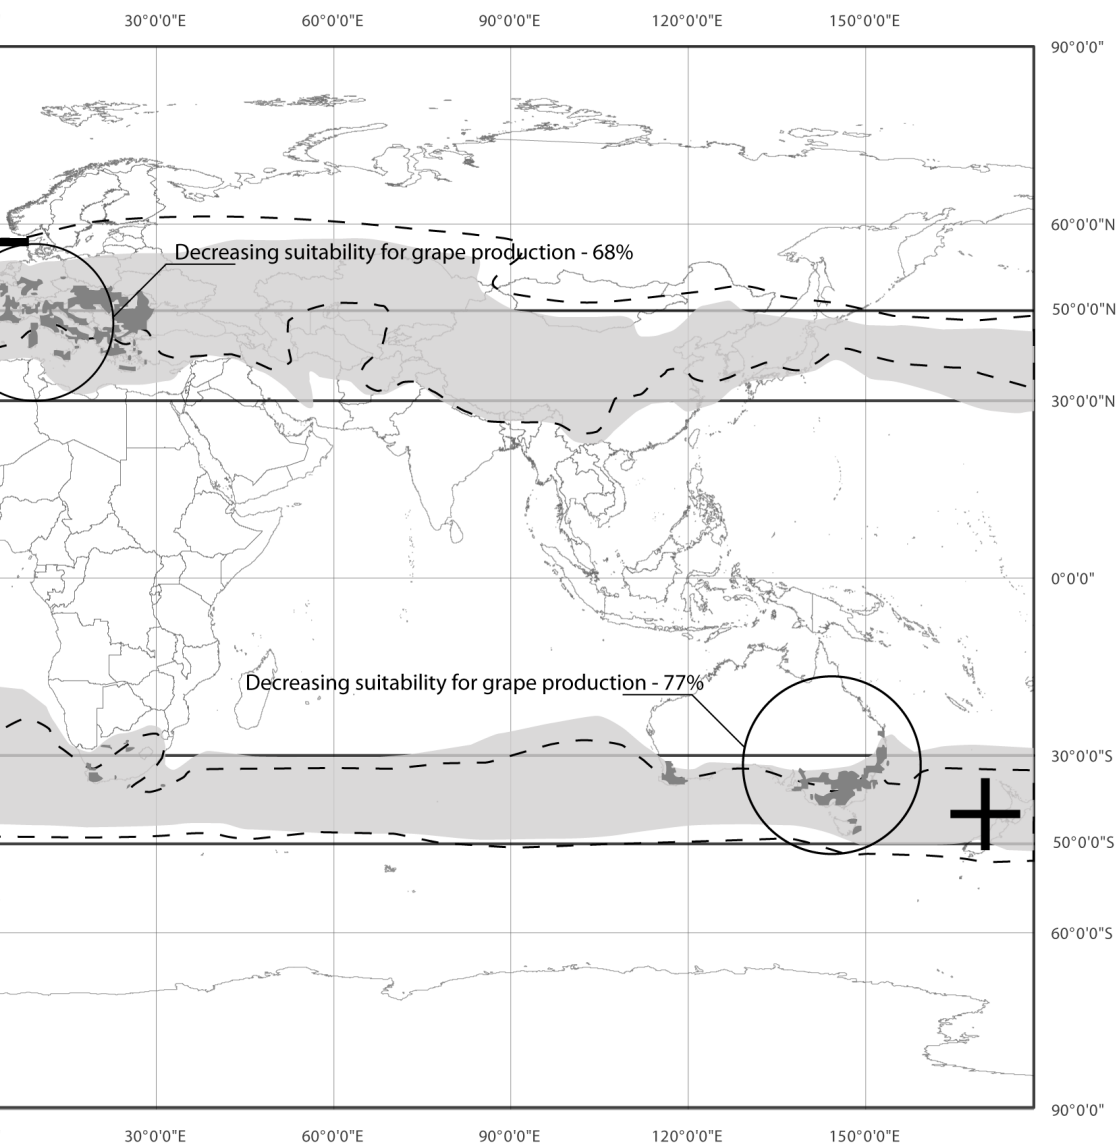 30°0'0"E 60°0'0"E 90°0'0"E 120°0'0"E 150°0'0"E
90°0'0"
60°0'0"N
Decreasing suitability for grape production - 68%
50°0'0"N
30°0'0"N
0°0'0"
Decreasing suitability for grape production - 77%
30°0'0"S
50°0'0"S
60°0'0"S
90°0'0"
30°0'0"E 60°0'0"E 90°0'0"E 120°0'0"E 150°0'0"E